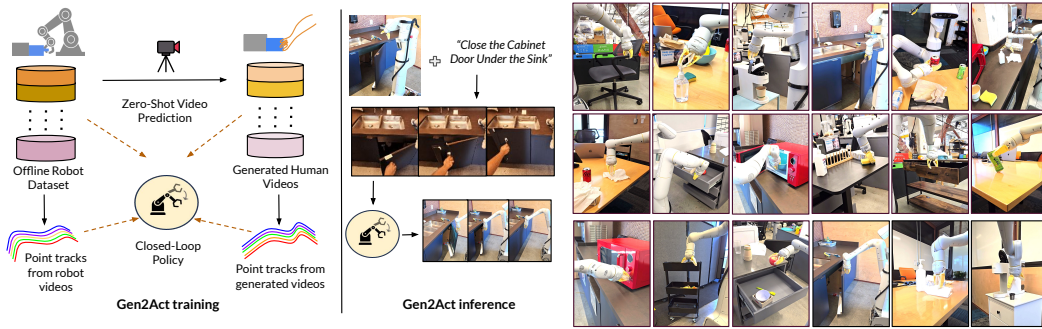 Zero-Shot Video
Prediction
Offline Robot
Dataset
Generated Human
Videos
Closed-Loop
Policy
Point tracks
from robot
videos
Point tracks from
generated videos
Gen2Act training
“Close the Cabinet
Door Under the Sink”
Gen2Act inference